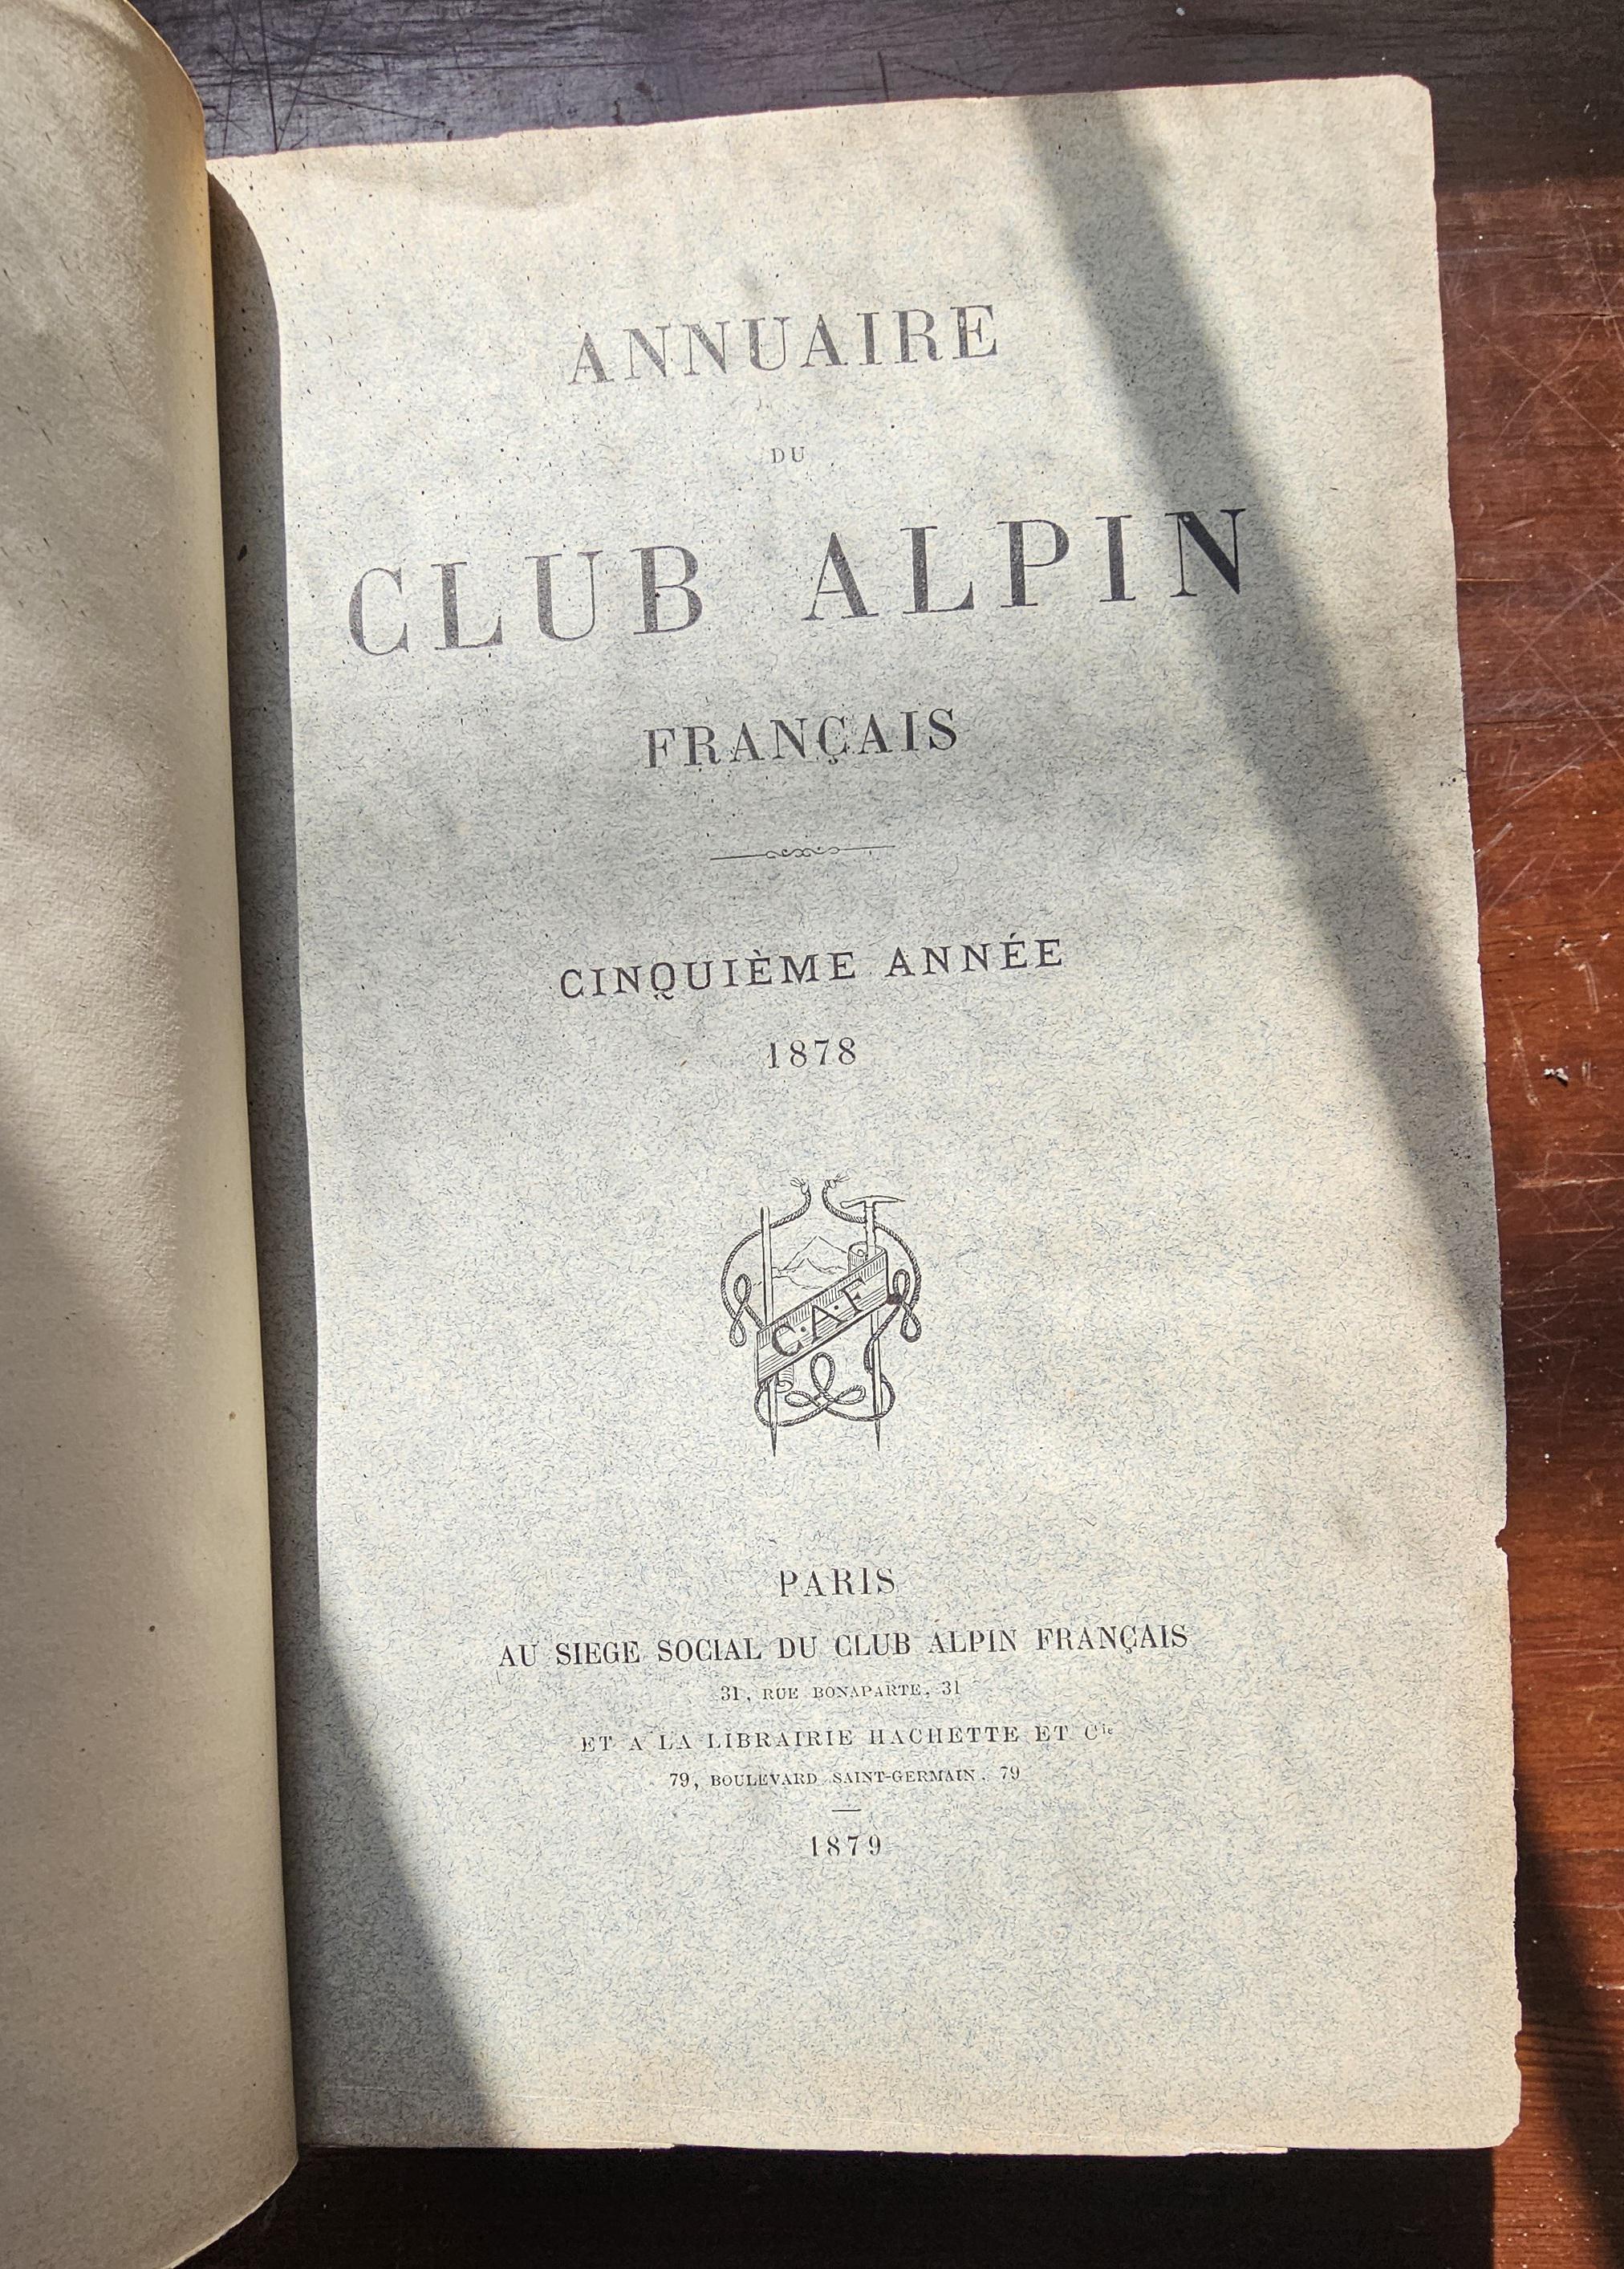 ANNUAIRE
DU
CLUB ALPIN
FRANÇAIS
CINQUIÈME ANNÉE
1878
C.A.F
PARIS
AU SIEGE SOCIAL DU CLUB ALPIN FRANÇAIS
31, RUE BONAPARTE, 31
ET A LA LIBRAIRIE HACHETTE ET Cie
79, BOULEVARD SAINT-GERMAIN, 79
1879